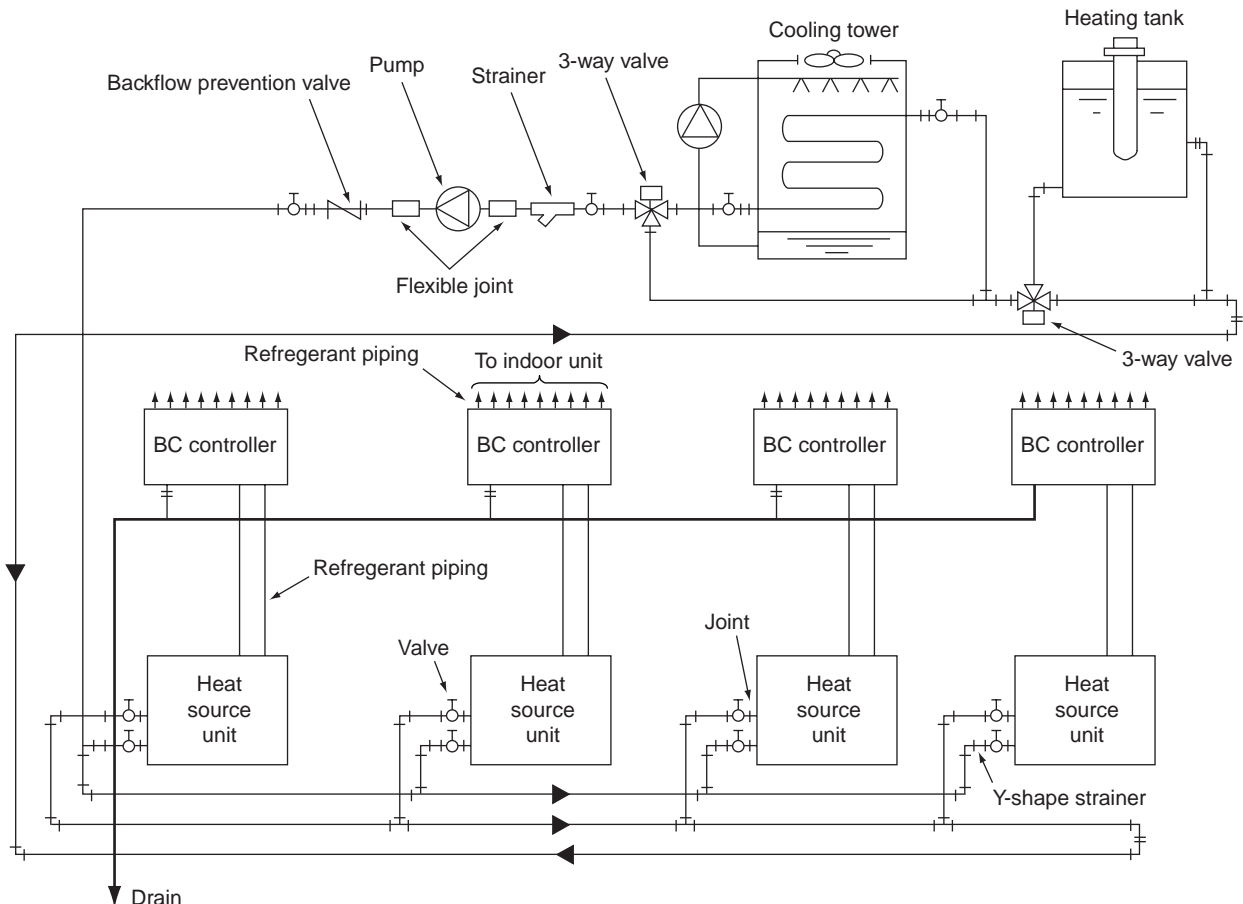 Heating tank
Cooling tower
3-way valve
Pump
Strainer
Backflow prevention valve
Flexible joint
3-way valve
Refregerant piping
To indoor unit
BC controller
BC controller
BC controller
BC controller
Refregerant piping
Joint
Valve
Heat
source
unit
Heat
source
unit
Heat
source
unit
Heat
source
unit
Y-shape strainer
Drain